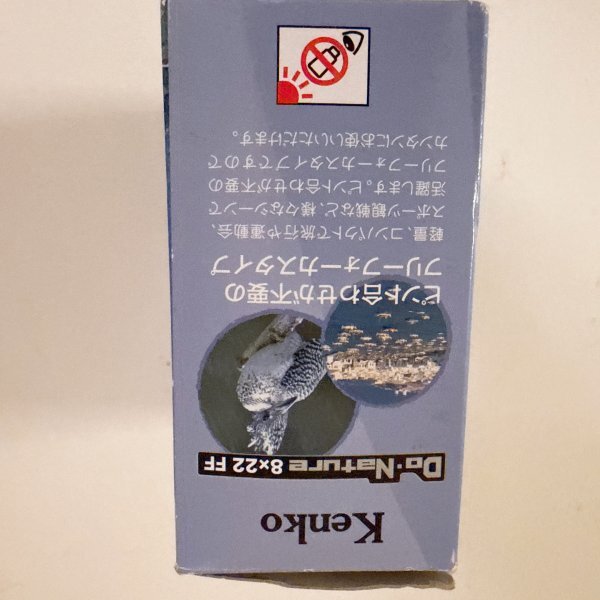 Kenko
Do・Nature 8×22 FF
ピント合わせが不要の
フリーフォーカスタイプ
軽量、コンパクトで旅行や運動会、
スポーツ観戦など、様々なシーンで
活躍します。ピント合わせが不要の
フリーフォーカスタイプですので
カンタンにお使いいただけます。